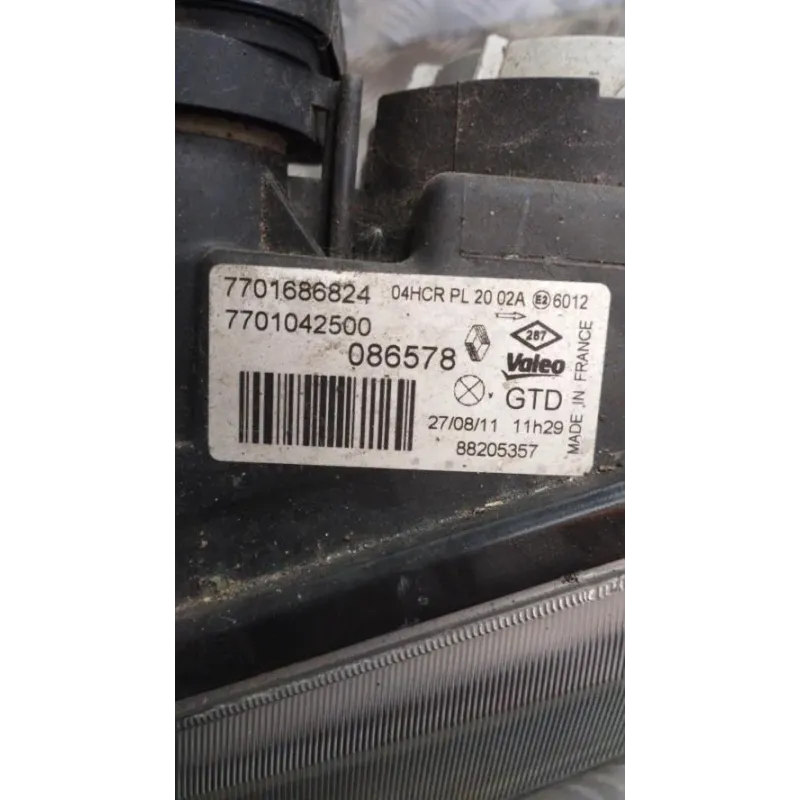 7701686824 04HCR PL 20 02A E2 6012
7701042500
086578
287
Valeo
GTD
27/08/11 11h29
88205357
MADE IN FRANCE